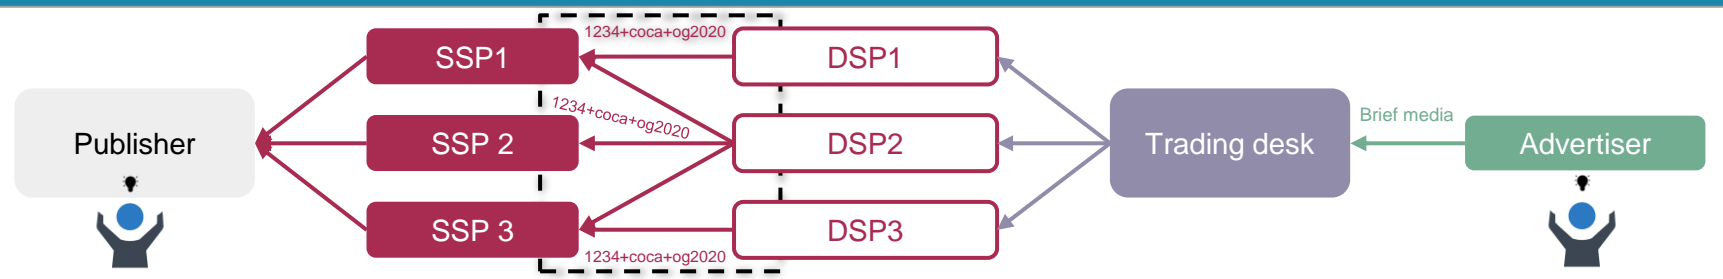 1234+coca+og2020
SSP1
DSP1
1234+coca+og2020
Brief media
Publisher
SSP 2
DSP2
Trading desk
Advertiser
SSP 3
DSP3
1234+coca+og2020